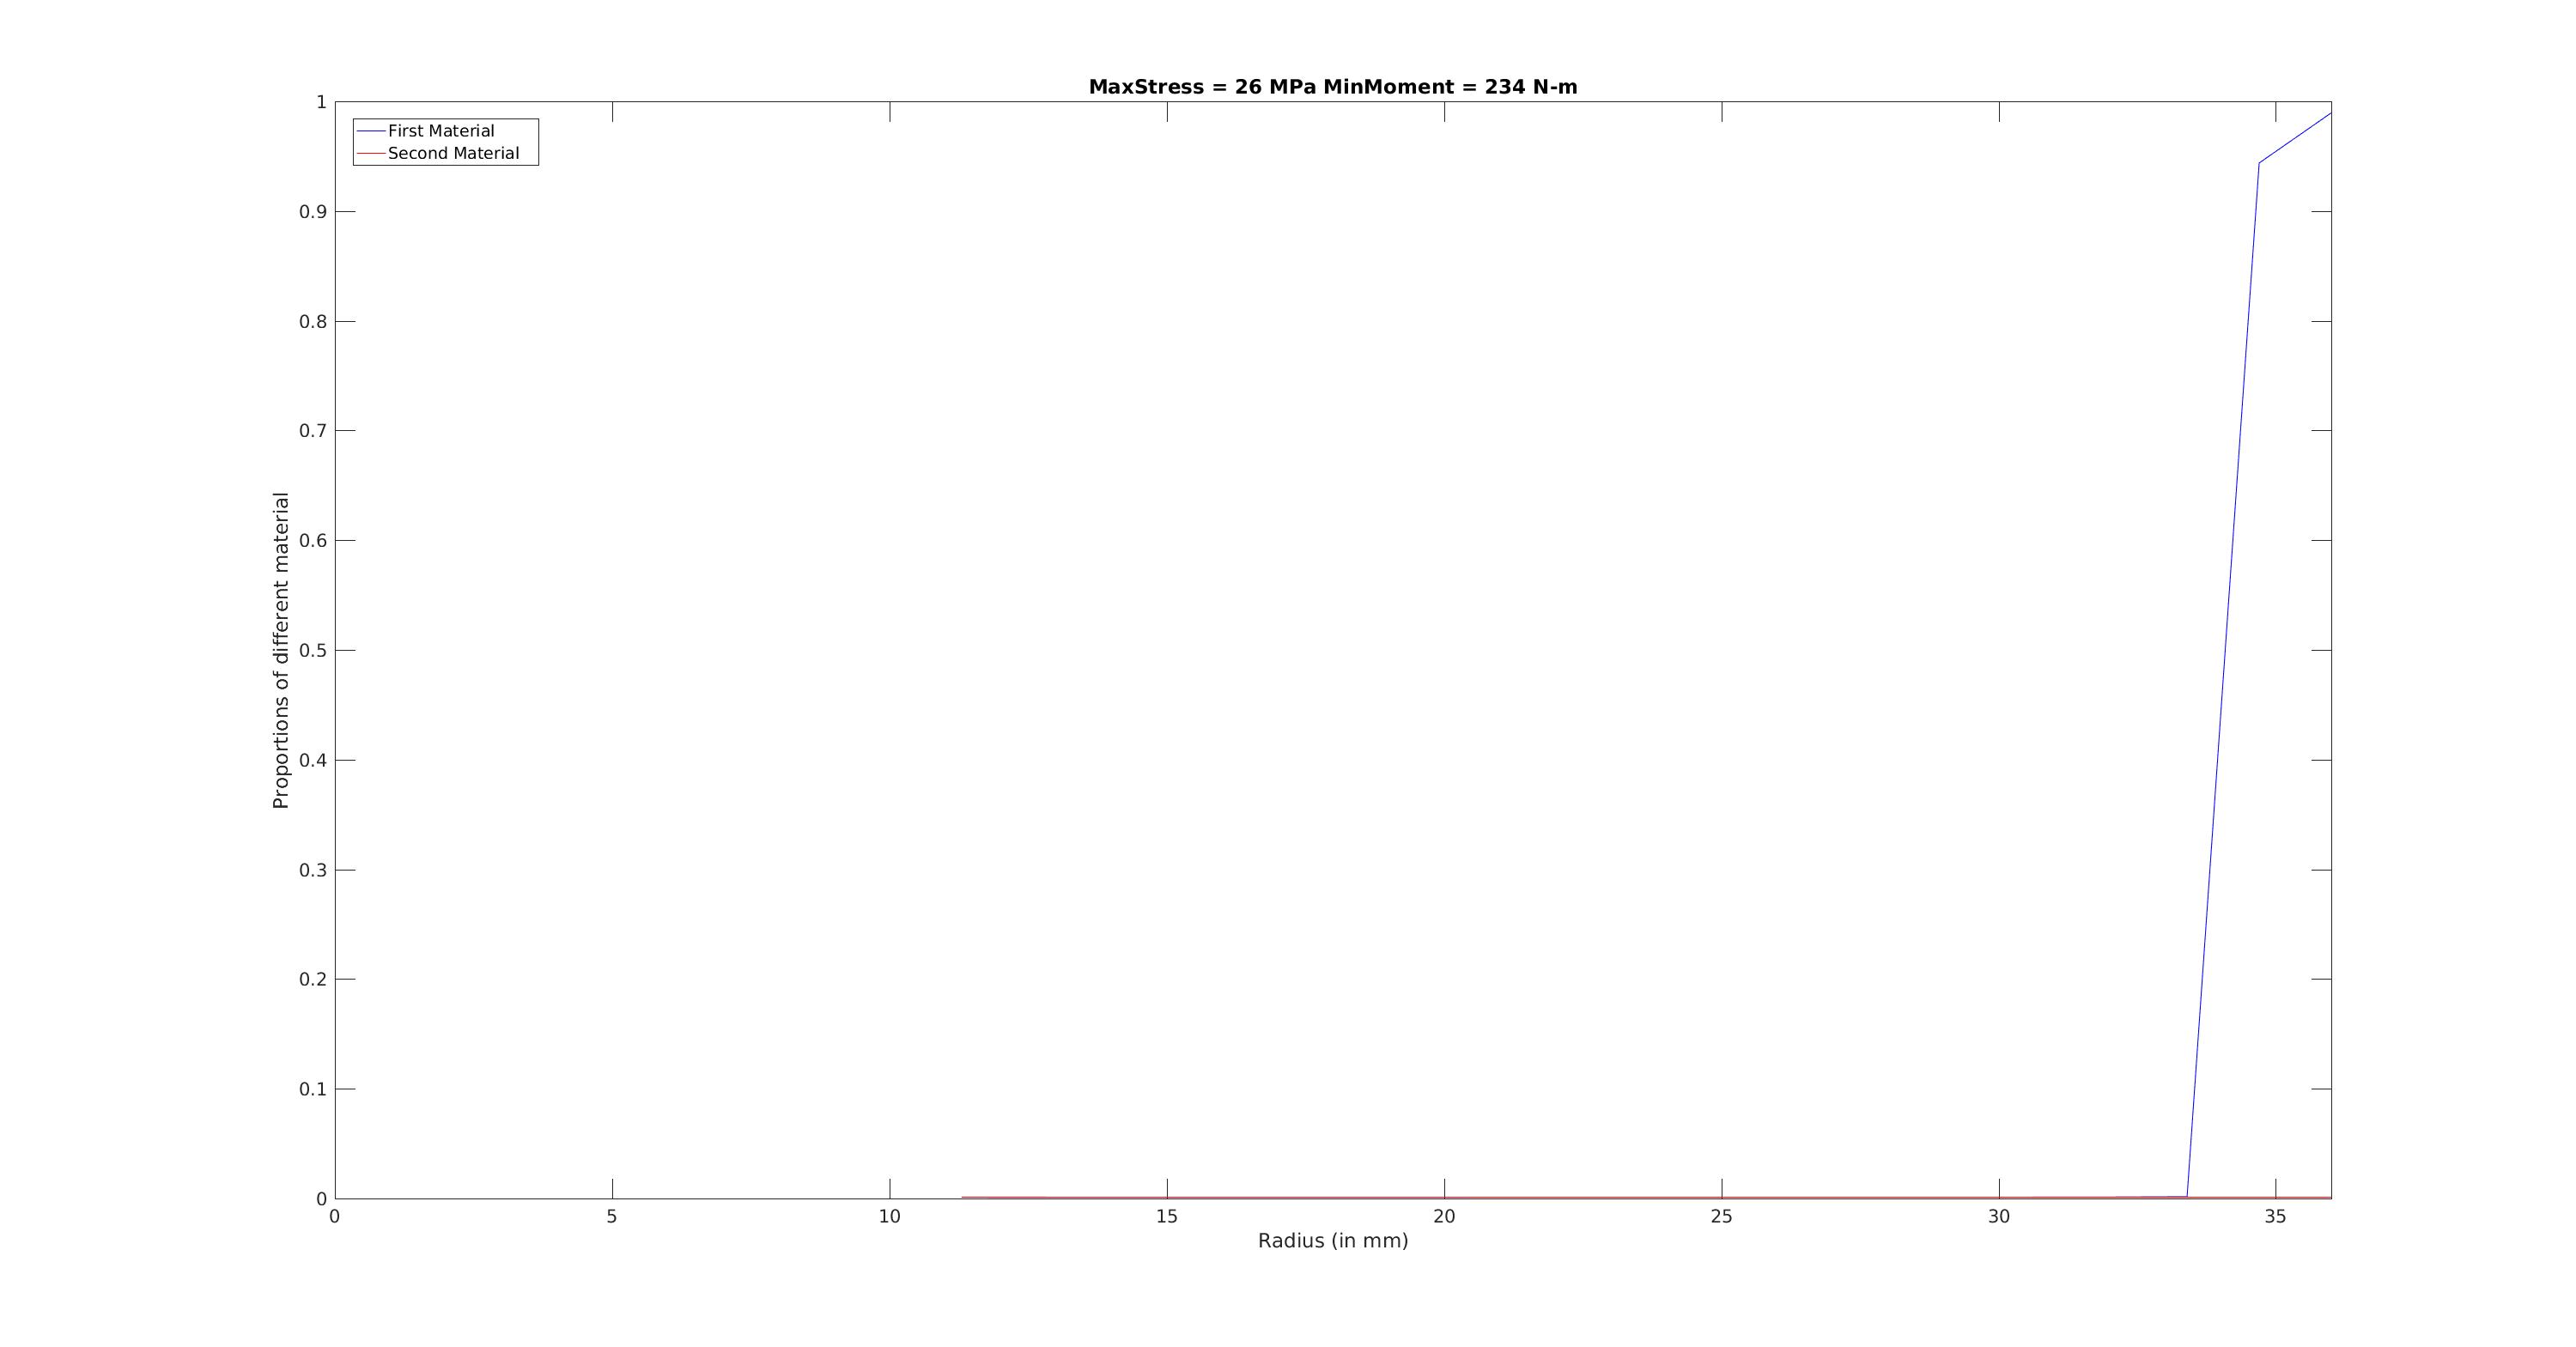 MaxStress = 26 MPa MinMoment = 234 N-m
First Material
Second Material
1
0.9
0.8
0.7
0.6
0.5
0.4
0.3
0.2
0.1
0
Proportions of different material
0 5 10 15 20 25 30 35
Radius (in mm)